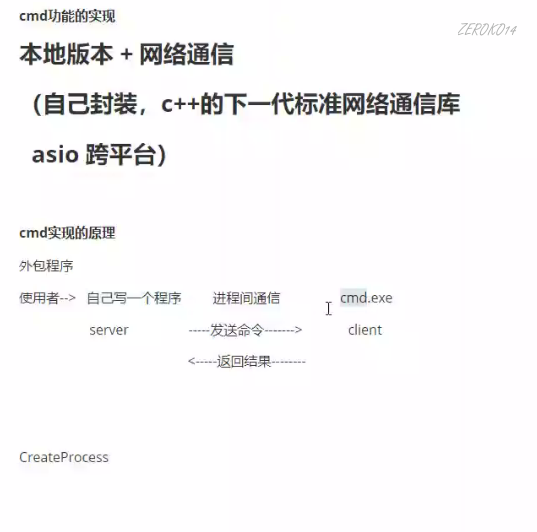 cmd功能的实现
ZEROKO14
本地版本 + 网络通信
（自己封装，c++的下一代标准网络通信库
asio 跨平台）
cmd实现的原理
外包程序
使用者--> 自己写一个程序 进程间通信 cmd.exe
server -----发送命令-------> client
<-----返回结果--------
CreateProcess